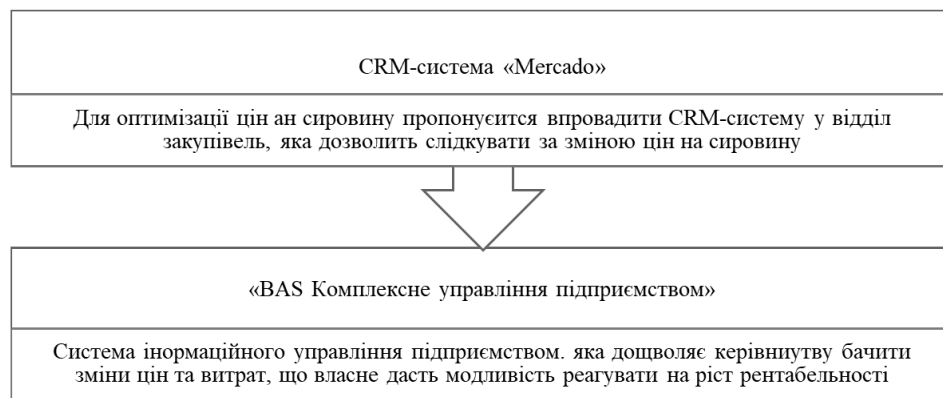 CRM-система «Mercado»
Для оптимізації цін ан сировину пропонуєится впровадити CRM-систему у відділ
закупівель, яка дозволить слідкувати за зміною цін на сировину
«BAS Комплексне управління підприємством»
Система інормаційного управління підприємством. яка дощволяє керівниутву бачити
зміни цін та витрат, що власне дасть модливість реагувати на ріст рентабельності